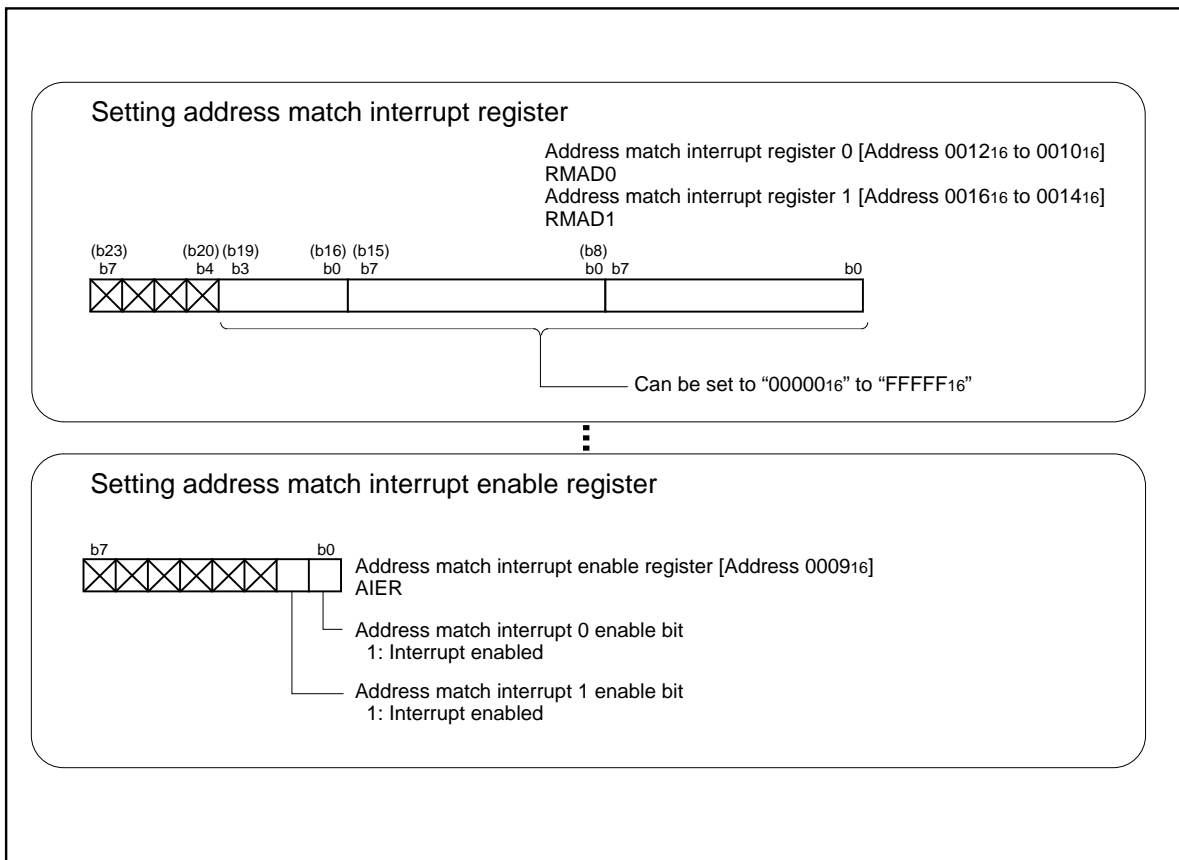 Setting address match interrupt register
Address match interrupt register 0 [Address 001216 to 001016]
RMAD0
Address match interrupt register 1 [Address 001616 to 001416]
RMAD1
(b23) (b20) (b19) (b16) (b15) (b8)
b7 b4 b3 b0 b7 b0 b7 b0
Can be set to “0000016” to “FFFFF16”
Setting address match interrupt enable register
b7 b0
Address match interrupt enable register [Address 000916]
AIER
Address match interrupt 0 enable bit
1: Interrupt enabled
Address match interrupt 1 enable bit
1: Interrupt enabled